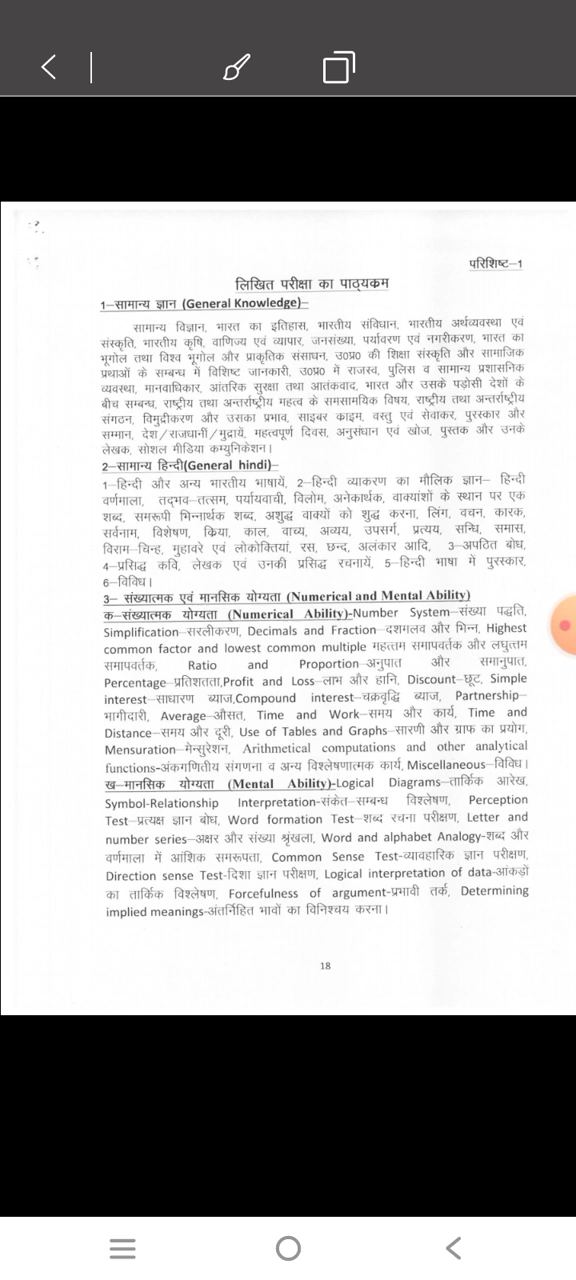 परिशिष्ट–1
लिखित परीक्षा का पाठ्यकम
1–सामान्य ज्ञान (General Knowledge)–
सामान्य विज्ञान, भारत का इतिहास, भारतीय संविधान, भारतीय अर्थव्यवस्था एवं
संस्कृति, भारतीय कृषि, वाणिज्य एवं व्यापार, जनसंख्या, पर्यावरण एवं नगरीकरण, भारत का
भूगोल तथा विश्व भूगोल और प्राकृतिक संसाधन, उ0प्र0 की शिक्षा संस्कृति और सामाजिक
प्रथाओं के सम्बन्ध में विशिष्ट जानकारी, उ0प्र0 में राजस्व, पुलिस व सामान्य प्रशासनिक
व्यवस्था, मानवाधिकार, आंतरिक सुरक्षा तथा आतंकवाद, भारत और उसके पड़ोसी देशों के
बीच सम्बन्ध, राष्ट्रीय तथा अन्तर्राष्ट्रीय महत्व के समसामयिक विषय, राष्ट्रीय तथा अन्तर्राष्ट्रीय
संगठन, विमुद्रीकरण और उसका प्रभाव, साइबर काइम, वस्तु एवं सेवाकर, पुरस्कार और
सम्मान, देश/राजधानी/मुद्रायें, महत्वपूर्ण दिवस, अनुसंधान एवं खोज, पुस्तक और उनके
लेखक, सोशल मीडिया कम्युनिकेशन।
2–सामान्य हिन्दी(General hindi)–
1–हिन्दी और अन्य भारतीय भाषायें, 2–हिन्दी व्याकरण का मौलिक ज्ञान– हिन्दी
वर्णमाला, तद्भव–तत्सम, पर्यायवाची, विलोम, अनेकार्थक, वाक्यांशों के स्थान पर एक
शब्द, समरूपी भिन्नार्थक शब्द, अशुद्ध वाक्यों को शुद्ध करना, लिंग, वचन, कारक,
सर्वनाम, विशेषण, क्रिया, काल, वाच्य, अव्यय, उपसर्ग, प्रत्यय, सन्धि, समास,
विराम–चिन्ह, मुहावरे एवं लोकोक्तियां, रस, छन्द, अलंकार आदि, 3–अपठित बोध,
4–प्रसिद्ध कवि, लेखक एवं उनकी प्रसिद्ध रचनायें, 5–हिन्दी भाषा में पुरस्कार,
6–विविध।
3– संख्यात्मक एवं मानसिक योग्यता (Numerical and Mental Ability)
क–संख्यात्मक योग्यता (Numerical Ability)-Number System–संख्या पद्धति,
Simplification–सरलीकरण, Decimals and Fraction–दशमलव और भिन्न, Highest
common factor and lowest common multiple महत्तम समापवर्तक और लघुत्तम
समापवर्तक, Ratio and Proportion–अनुपात और समानुपात,
Percentage–प्रतिशतता,Profit and Loss–लाभ और हानि, Discount–छूट, Simple
interest–साधारण ब्याज,Compound interest–चक्रवृद्धि ब्याज, Partnership–
भागीदारी, Average–औसत, Time and Work–समय और कार्य, Time and
Distance–समय और दूरी, Use of Tables and Graphs–सारणी और ग्राफ का प्रयोग,
Mensuration–मेन्सुरेशन, Arithmetical computations and other analytical
functions-अंकगणितीय संगणना व अन्य विश्लेषणात्मक कार्य, Miscellaneous–विविध।
ख–मानसिक योग्यता (Mental Ability)-Logical Diagrams–तार्किक आरेख,
Symbol-Relationship Interpretation-संकेत–सम्बन्ध विश्लेषण, Perception
Test–प्रत्यक्ष ज्ञान बोध, Word formation Test–शब्द रचना परीक्षण, Letter and
number series–अक्षर और संख्या श्रृंखला, Word and alphabet Analogy-शब्द और
वर्णमाला में आंशिक समरूपता, Common Sense Test-व्यावहारिक ज्ञान परीक्षण,
Direction sense Test-दिशा ज्ञान परीक्षण, Logical interpretation of data-आंकड़ों
का तार्किक विश्लेषण, Forcefulness of argument-प्रभावी तर्क, Determining
implied meanings-अंतर्निहित भावों का विनिश्चय करना।
18